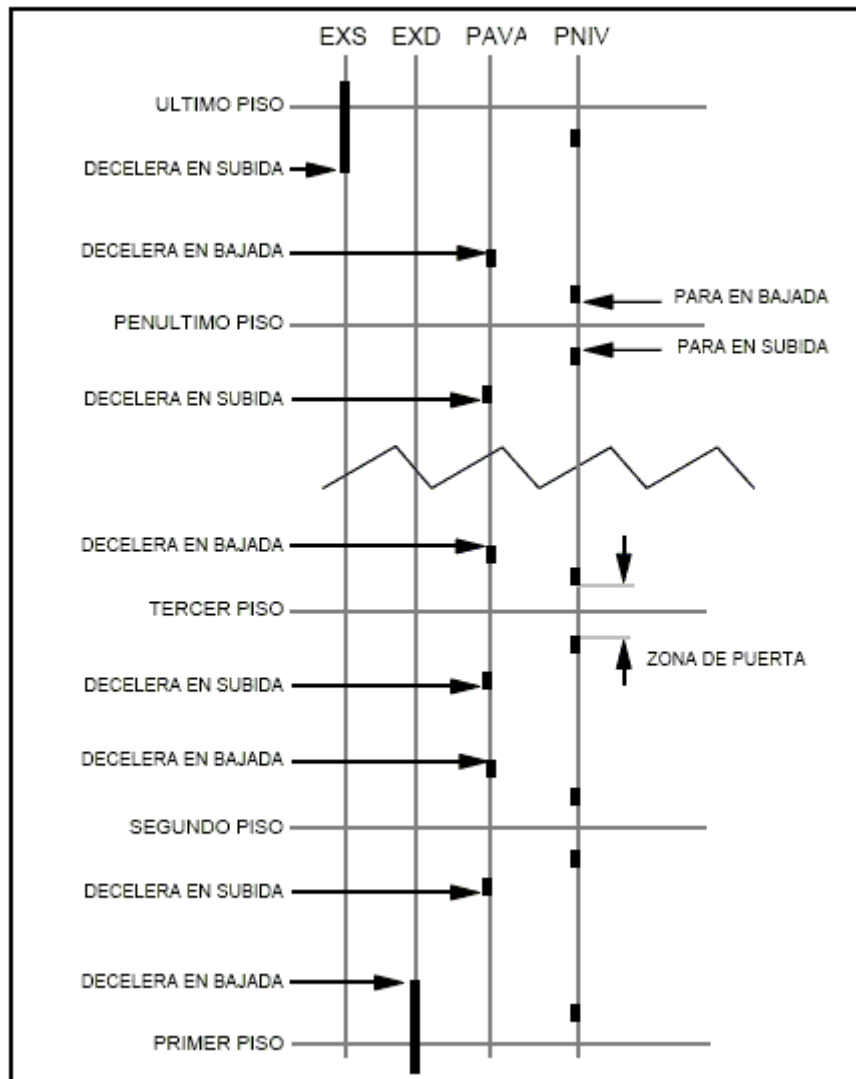 EXS EXD PAVA PNIV
ULTIMO PISO
DECELERA EN SUBIDA
DECELERA EN BAJADA
PARA EN BAJADA
PENULTIMO PISO
PARA EN SUBIDA
DECELERA EN SUBIDA
DECELERA EN BAJADA
TERCER PISO
ZONA DE PUERTA
DECELERA EN SUBIDA
DECELERA EN BAJADA
SEGUNDO PISO
DECELERA EN SUBIDA
DECELERA EN BAJADA
PRIMER PISO